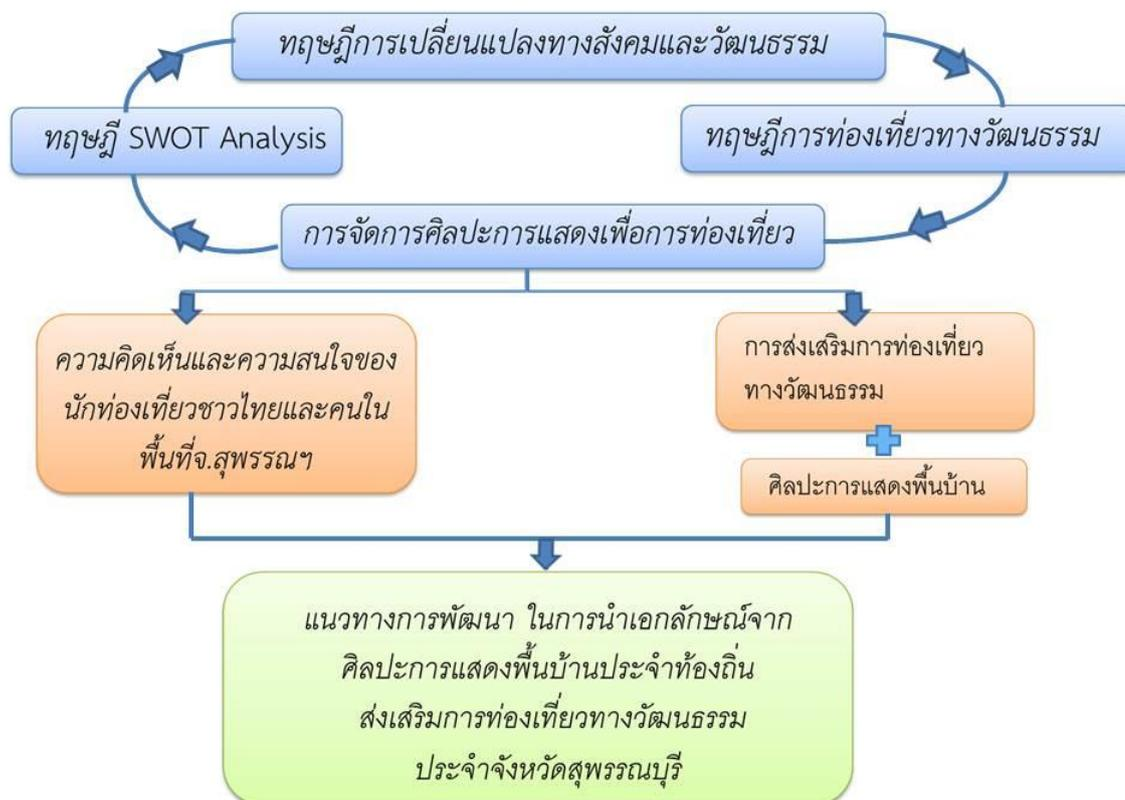 ทฤษฎีการเปลี่ยนแปลงทางสังคมและวัฒนธรรม
ทฤษฎี SWOT Analysis
ทฤษฎีการท่องเที่ยวทางวัฒนธรรม
การจัดการศิลปะการแสดงเพื่อการท่องเที่ยว
ความคิดเห็นและความสนใจของ
นักท่องเที่ยวชาวไทยและคนใน
พื้นที่จ.สุพรรณฯ
การส่งเสริมการท่องเที่ยว
ทางวัฒนธรรม
ศิลปะการแสดงพื้นบ้าน
แนวทางการพัฒนา ในการนำเอกลักษณ์จาก
ศิลปะการแสดงพื้นบ้านประจำท้องถิ่น
ส่งเสริมการท่องเที่ยวทางวัฒนธรรม
ประจำจังหวัดสุพรรณบุรี